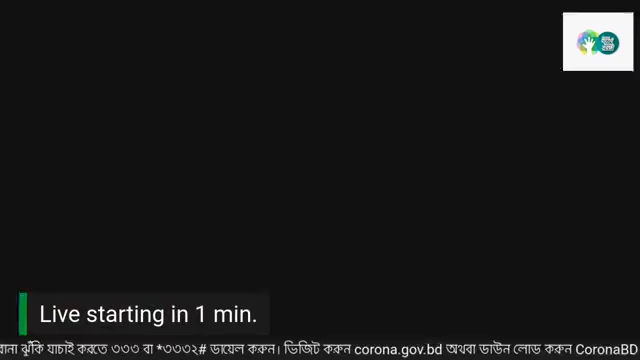 Live starting in 1 min.
ঝুঁকি যাচাই করতে ৩৩৩ বা *৩৩৩২# ডায়েল করুন। ভিজিট করুন corona.gov.bd অথবা ডাউন লোড করুন CoronaBD